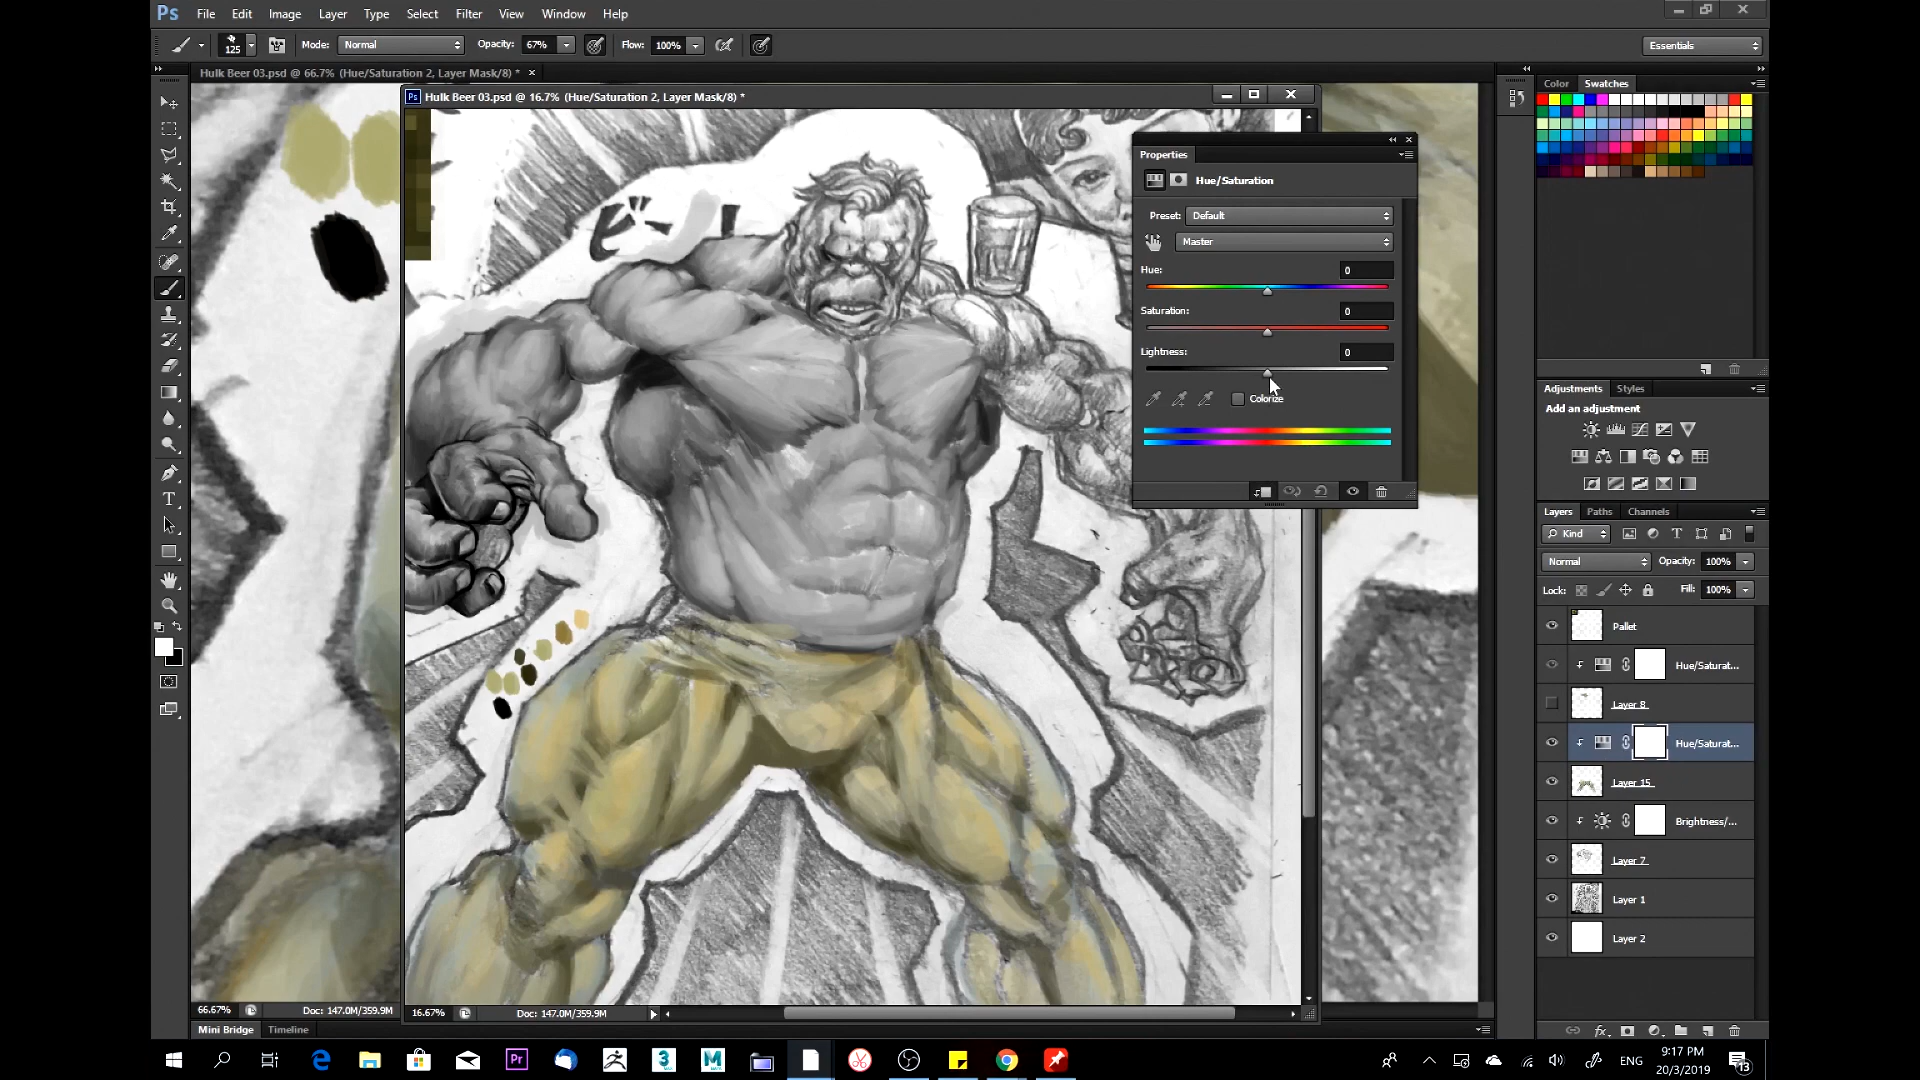 Ps File Edit Image Layer Type Select Filter View Window Help
125 Mode: Normal Opacity: 67% Flow: 100% Essentials
Hulk Beer 03.psd @ 66.7% (Hue/Saturation 2, Layer Mask/8) * ×
Ps Hulk Beer 03.psd @ 16.7% (Hue/Saturation 2, Layer Mask/8) *
Color Swatches
Properties
Hue/Saturation
Preset: Default
Master
Hue: 0
Saturation: 0
Lightness: 0
Colorize
ビー
Adjustments Styles
Add an adjustment
Layers Paths Channels
Kind
Normal Opacity: 100%
Lock: Fill: 100%
Pallet
Hue/Saturat...
Layer 8
Hue/Saturat...
Layer 15
Brightness/...
Layer 7
Layer 1
Layer 2
66.67% Doc: 147.0M/359.9M
16.67% Doc: 147.0M/359.9M
Mini Bridge Timeline
ENG
9:17 PM
20/3/2019
13